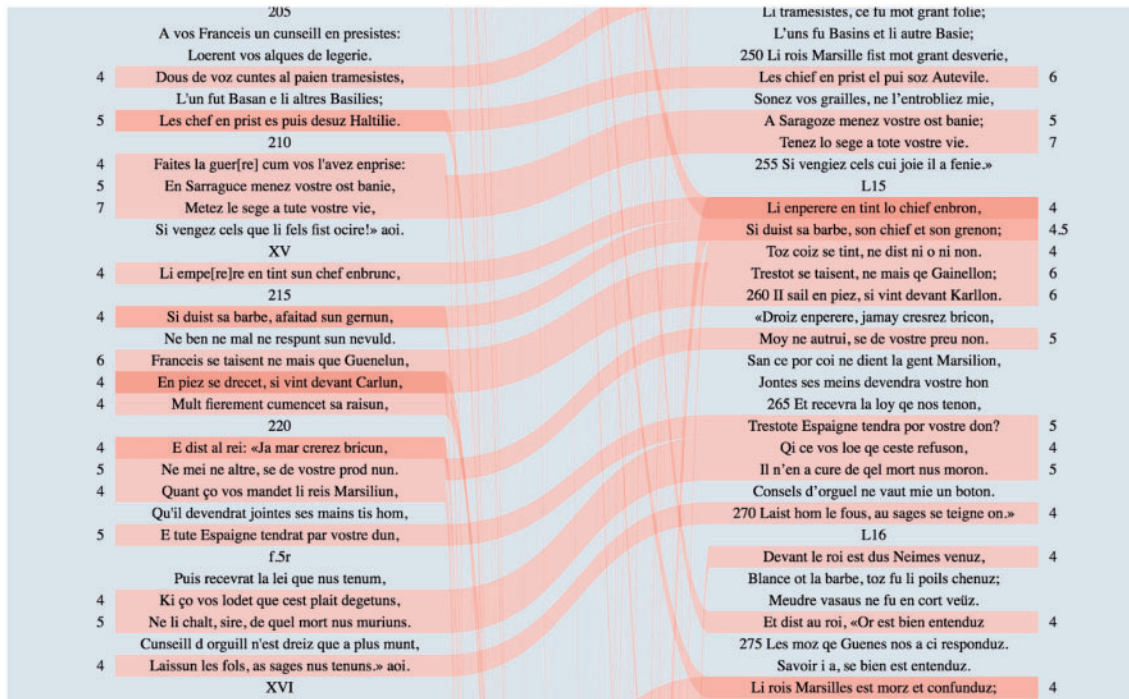 205
A vos Franceis un cunseill en presistes:
Loerent vos alques de legerie.
4 Dous de voz cuntes al paien tramesistes,
L'un fut Basan e li altres Basilies;
5 Les chef en prist es puis desuz Haltilie.
210
4 Faites la guer[re] cum vos l'avez enprise:
5 En Sarraguce menez vostre ost banie,
7 Metez le sege a tute vostre vie,
Si vengez cels que li fels fist ocire!» aoi.
XV
4 Li empe[re]re en tint sun chef enbrunc,
215
4 Si duist sa barbe, afaitad sun gernun,
Ne ben ne mal ne respunt sun nevuld.
6 Franceis se taisent ne mais que Guenelun,
4 En piez se drecet, si vint devant Carlun,
4 Mult fierement cumencet sa raisun,
220
4 E dist al rei: «Ja mar crerez bricun,
5 Ne mei ne altre, se de vostre prod nun.
4 Quant ço vos mandet li reis Marsiliun,
Qu'il devendrat jointes ses mains tis hom,
5 E tute Espaigne tendrat par vostre dun,
f.5r
Puis recevrat la lei que nus tenum,
4 Ki ço vos lodet que cest plait degetuns,
5 Ne li chalt, sire, de quel mort nus muriuns.
Cunseill d orguill n'est dreiz que a plus munt,
4 Laissun les fols, as sages nus tenuns.» aoi.
XVI
Li tramesistes, ce fu mot grant folie;
L'uns fu Basins et li autre Basie;
250 Li rois Marsille fist mot grant desverie,
Les chief en prist el pui soz Autevile. 6
Sonez vos grailles, ne l'entrobliez mie,
A Saragoze menez vostre ost banie; 5
Tenez lo sege a tote vostre vie. 7
255 Si vengiez cels cui joie il a fenie.»
L15
Li enperere en tint lo chief enbron, 4
Si duist sa barbe, son chief et son grenon; 4.5
Toz coiz se tint, ne dist ni o ni non. 4
Trestot se taisent, ne mais qe Gainellon; 6
260 II sail en piez, si vint devant Karllon. 6
«Droiz enperere, jamay cresrez bricon,
Moy ne autrui, se de vostre preu non. 5
San ce por coi ne dient la gent Marsilion,
Jontes ses meins devendra vostre hon
265 Et recevra la loy qe nos tenon,
Trestote Espaigne tendra por vostre don? 5
Qi ce vos loe qe ceste refuson, 4
Il n'en a cure de qel mort nus moron. 5
Consels d'orguel ne vaut mie un boton.
270 Laist hom le fous, au sages se teigne on.» 4
L16
Devant le roi est dus Neimes venuz, 4
Blance ot la barbe, toz fu li poils chenuz;
Meudre vasaus ne fu en cort veüz.
Et dist au roi, «Or est bien entenduz 4
275 Les moz qe Guenes nos a ci responduz.
Savoir i a, se bien est entenduz.
Li rois Marsilles est morz et confunduz; 4